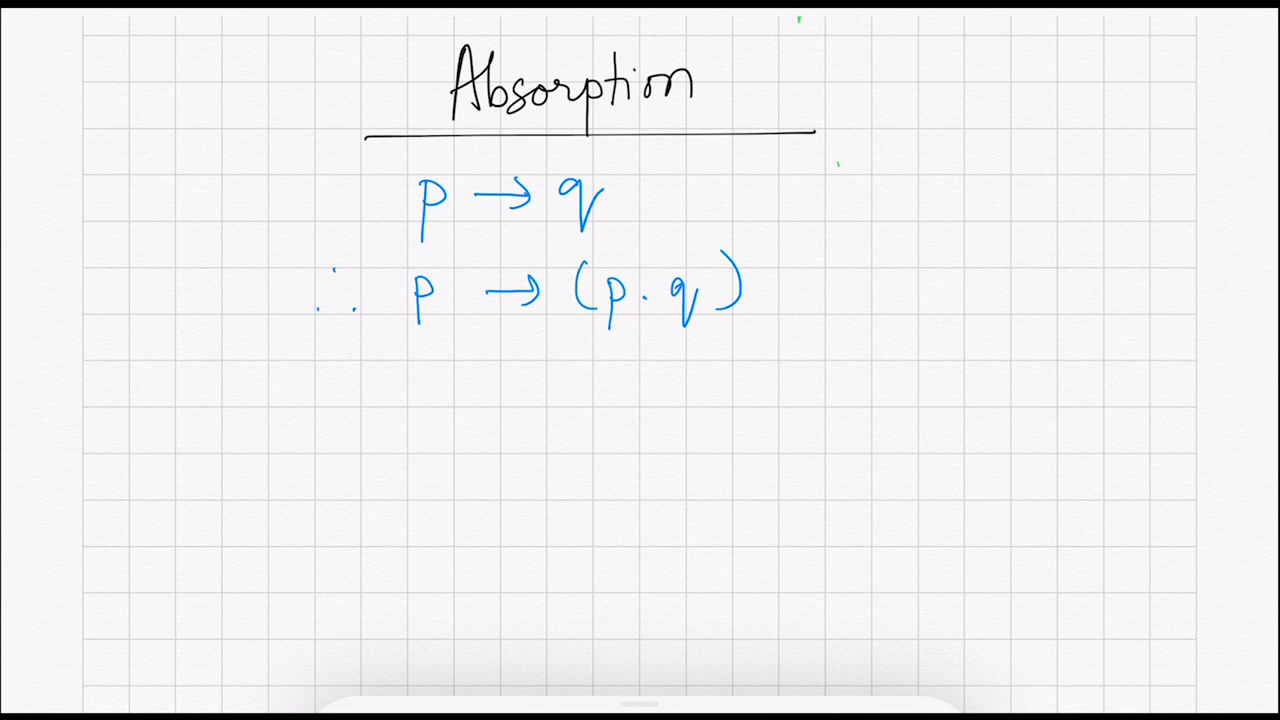 Absorption
p → q
∴ p → (p . q)